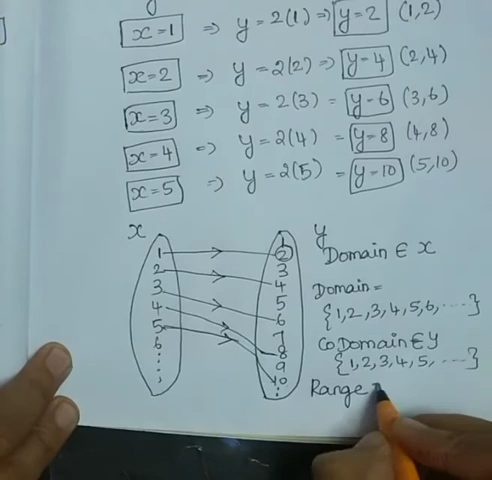 x=1 ⇒ y=2(1) ⇒ y=2 (1,2)
x=2 ⇒ y=2(2) ⇒ y=4 (2,4)
x=3 ⇒ y=2(3) = y=6 (3,6)
x=4 ⇒ y=2(4) = y=8 (4,8)
x=5 ⇒ y=2(5) = y=10 (5,10)
x
1
2
3
4
5
6
y
1
2
3
4
5
6
7
8
9
10
Domain ∈ x
Domain =
{1,2,3,4,5,6,....}
CoDomain ∈ y
{1,2,3,4,5,....}
Range